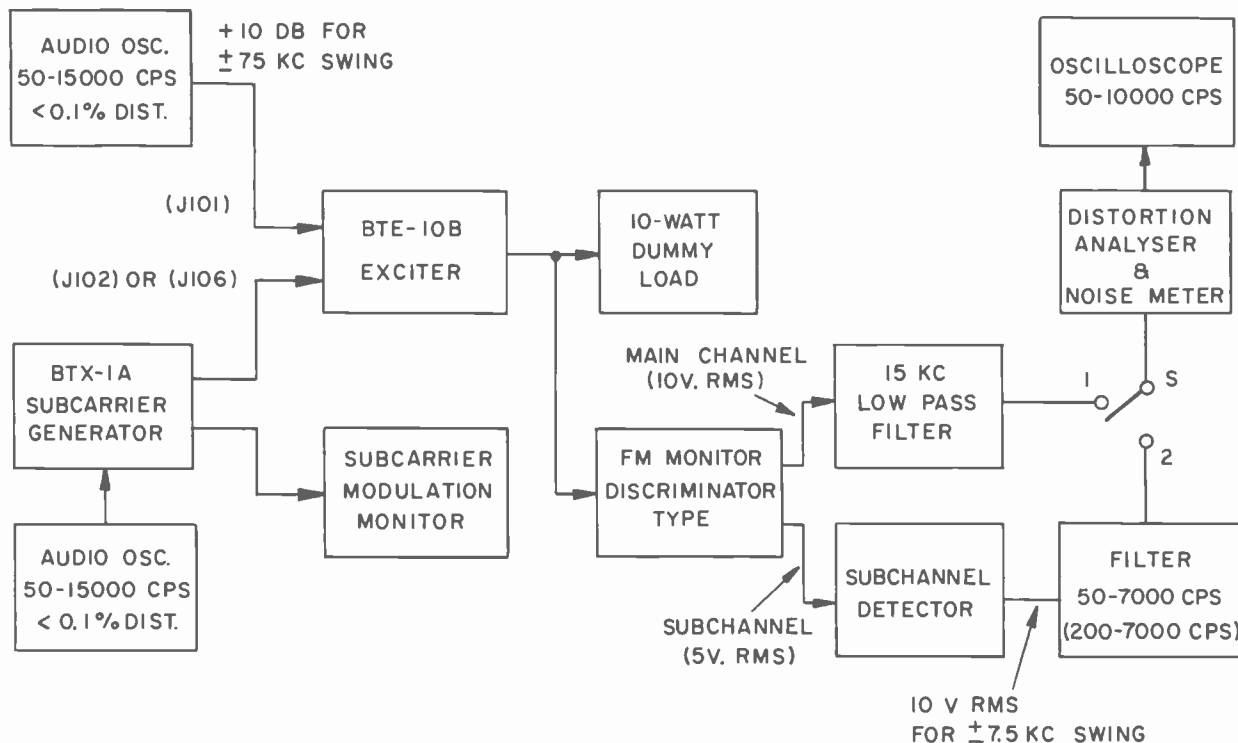 AUDIO OSC.
50-15000 CPS
< 0.1% DIST.
+10 DB FOR
±75 KC SWING
OSCILLOSCOPE
50-10000 CPS
(J101)
BTE-10B
EXCITER
10-WATT
DUMMY
LOAD
DISTORTION
ANALYSER
&
NOISE METER
(J102) OR (J106)
BTX-1A
SUBCARRIER
GENERATOR
MAIN CHANNEL
(10V. RMS)
15 KC
LOW PASS
FILTER
1
S
2
SUBCARRIER
MODULATION
MONITOR
FM MONITOR
DISCRIMINATOR
TYPE
AUDIO OSC.
50-15000 CPS
< 0.1% DIST.
SUBCHANNEL
(5V. RMS)
SUBCHANNEL
DETECTOR
FILTER
50-7000 CPS
(200-7000 CPS)
10 V RMS
FOR ±7.5 KC SWING